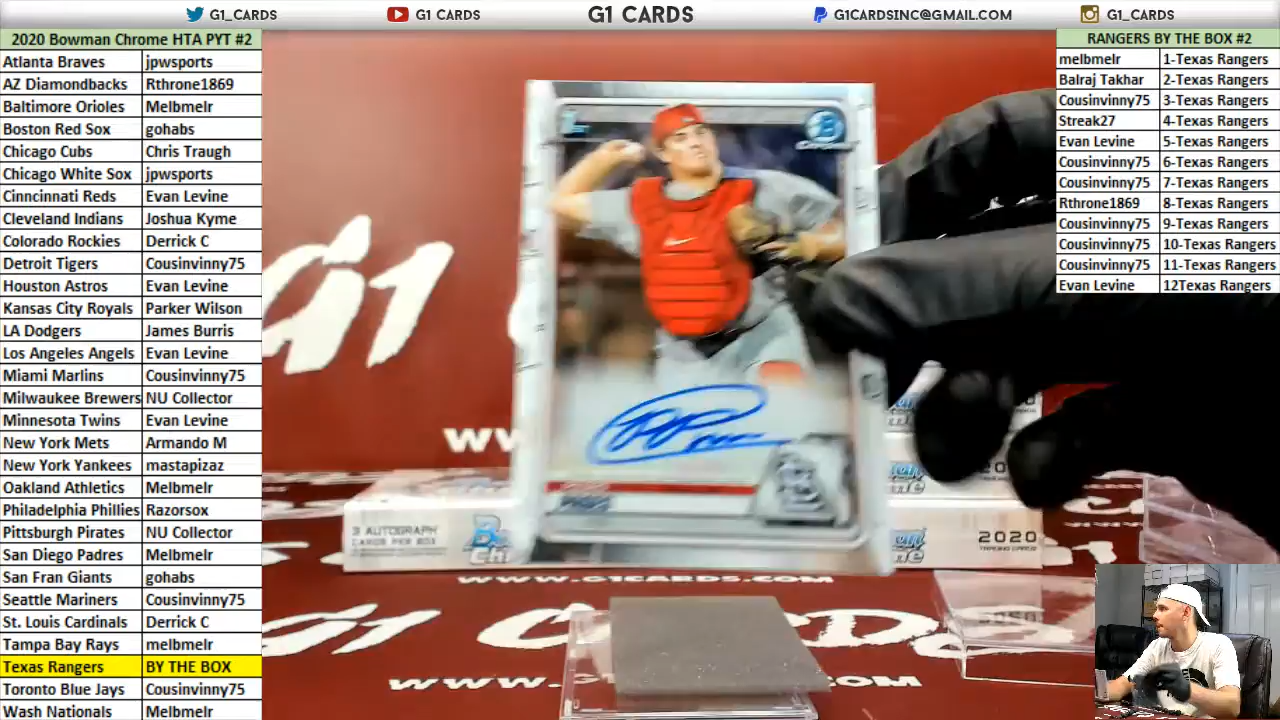 G1_CARDS
G1 CARDS
G1 CARDS
G1CARDSINC@GMAIL.COM
G1_CARDS
2020 Bowman Chrome HTA PYT #2
Atlanta Braves jpwsports
AZ Diamondbacks Rthrone1869
Baltimore Orioles Melbmelr
Boston Red Sox gohabs
Chicago Cubs Chris Traugh
Chicago White Sox jpwsports
Cinncinnati Reds Evan Levine
Cleveland Indians Joshua Kyme
Colorado Rockies Derrick C
Detroit Tigers Cousinvinny75
Houston Astros Evan Levine
Kansas City Royals Parker Wilson
LA Dodgers James Burris
Los Angeles Angels Evan Levine
Miami Marlins Cousinvinny75
Milwaukee Brewers NU Collector
Minnesota Twins Evan Levine
New York Mets Armando M
New York Yankees mastapizaz
Oakland Athletics Melbmelr
Philadelphia Phillies Razorsox
Pittsburgh Pirates NU Collector
San Diego Padres Melbmelr
San Fran Giants gohabs
Seattle Mariners Cousinvinny75
St. Louis Cardinals Derrick C
Tampa Bay Rays melbmelr
Texas Rangers BY THE BOX
Toronto Blue Jays Cousinvinny75
Wash Nationals Melbmelr
RANGERS BY THE BOX #2
melbmelr 1-Texas Rangers
Balraj Takhar 2-Texas Rangers
Cousinvinny75 3-Texas Rangers
Streak27 4-Texas Rangers
Evan Levine 5-Texas Rangers
Cousinvinny75 6-Texas Rangers
Cousinvinny75 7-Texas Rangers
Rthrone1869 8-Texas Rangers
Cousinvinny75 9-Texas Rangers
Cousinvinny75 10-Texas Rangers
Cousinvinny75 11-Texas Rangers
Evan Levine 12Texas Rangers
G1
3 AUTOGRAPH
CARDS PER BOX
2020
TRADING CARDS
WWW.G1CARDS.COM
G1 CARDS
WWW.G1CARDS.COM